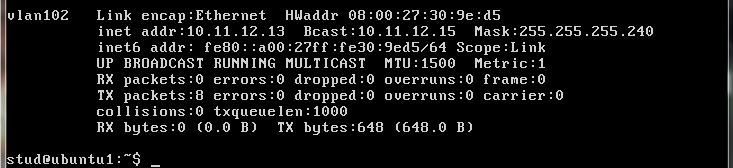 vlan102   Link encap:Ethernet  HWaddr 08:00:27:30:9e:d5
          inet addr:10.11.12.13  Bcast:10.11.12.15  Mask:255.255.255.240
          inet6 addr: fe80::a00:27ff:fe30:9ed5/64 Scope:Link
          UP BROADCAST RUNNING MULTICAST  MTU:1500  Metric:1
          RX packets:0 errors:0 dropped:0 overruns:0 frame:0
          TX packets:8 errors:0 dropped:0 overruns:0 carrier:0
          collisions:0 txqueuelen:1000
          RX bytes:0 (0.0 B)  TX bytes:648 (648.0 B)
stud@ubuntu1:~$ _